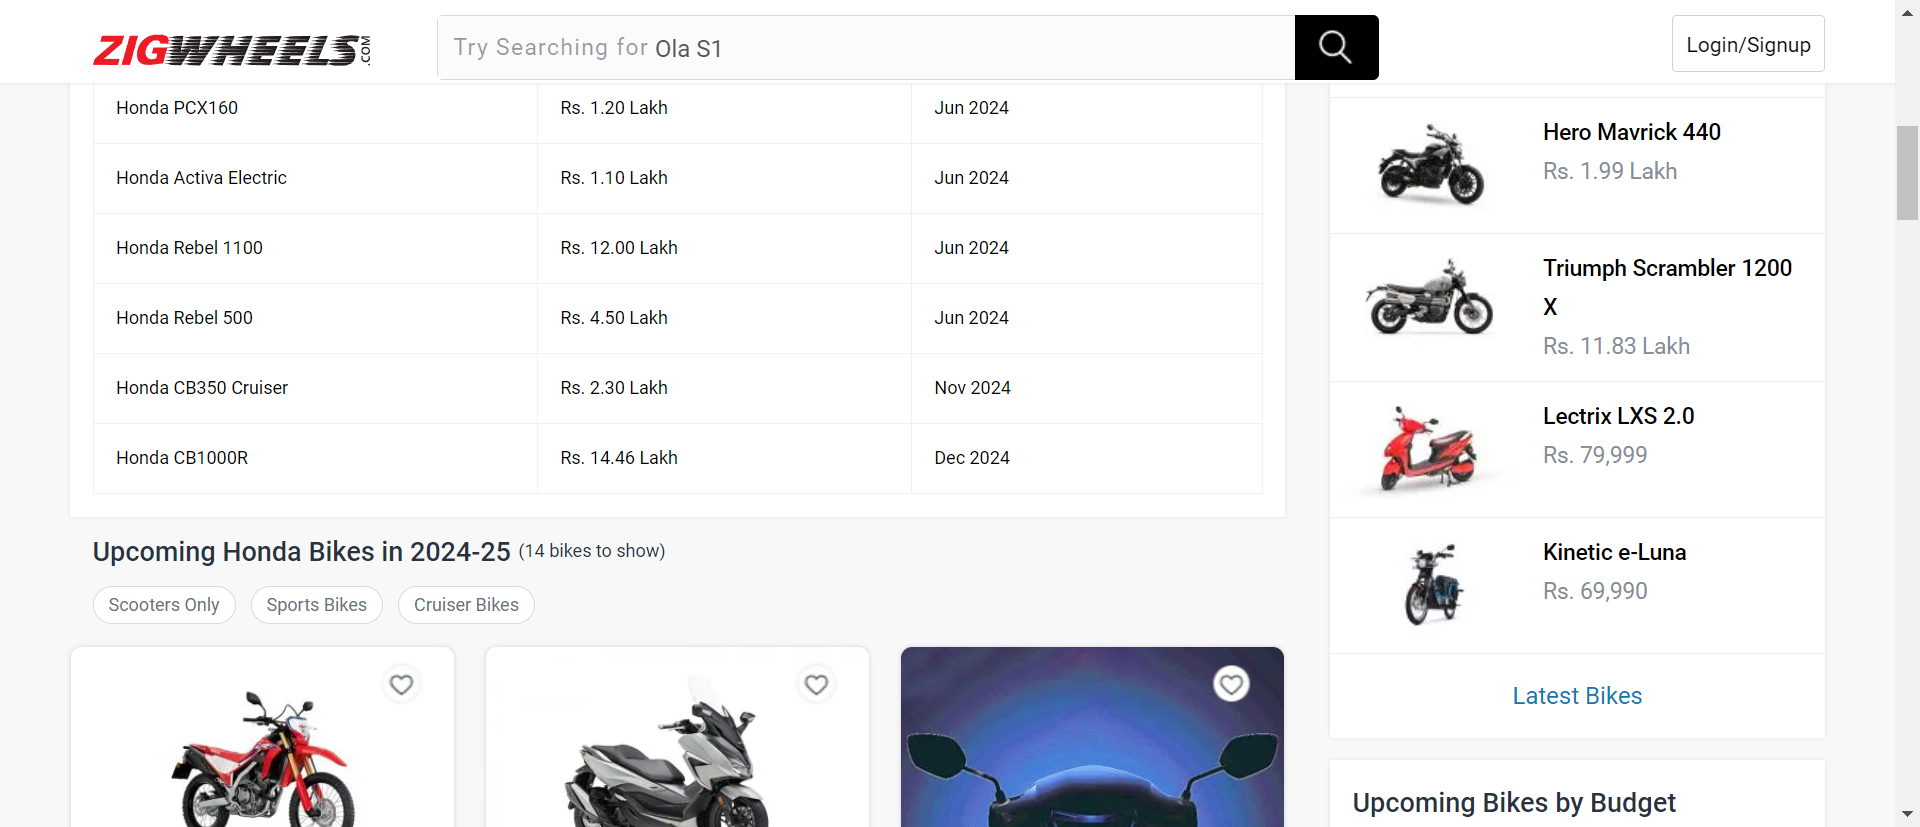 ZIGWHEELS.COM
Try Searching for Ola S1
Login/Signup
Honda PCX160 Rs. 1.20 Lakh Jun 2024
Honda Activa Electric Rs. 1.10 Lakh Jun 2024
Honda Rebel 1100 Rs. 12.00 Lakh Jun 2024
Honda Rebel 500 Rs. 4.50 Lakh Jun 2024
Honda CB350 Cruiser Rs. 2.30 Lakh Nov 2024
Honda CB1000R Rs. 14.46 Lakh Dec 2024
Upcoming Honda Bikes in 2024-25 (14 bikes to show)
Scooters Only Sports Bikes Cruiser Bikes
Hero Mavrick 440
Rs. 1.99 Lakh
Triumph Scrambler 1200
X
Rs. 11.83 Lakh
Lectrix LXS 2.0
Rs. 79,999
Kinetic e-Luna
Rs. 69,990
Latest Bikes
Upcoming Bikes by Budget